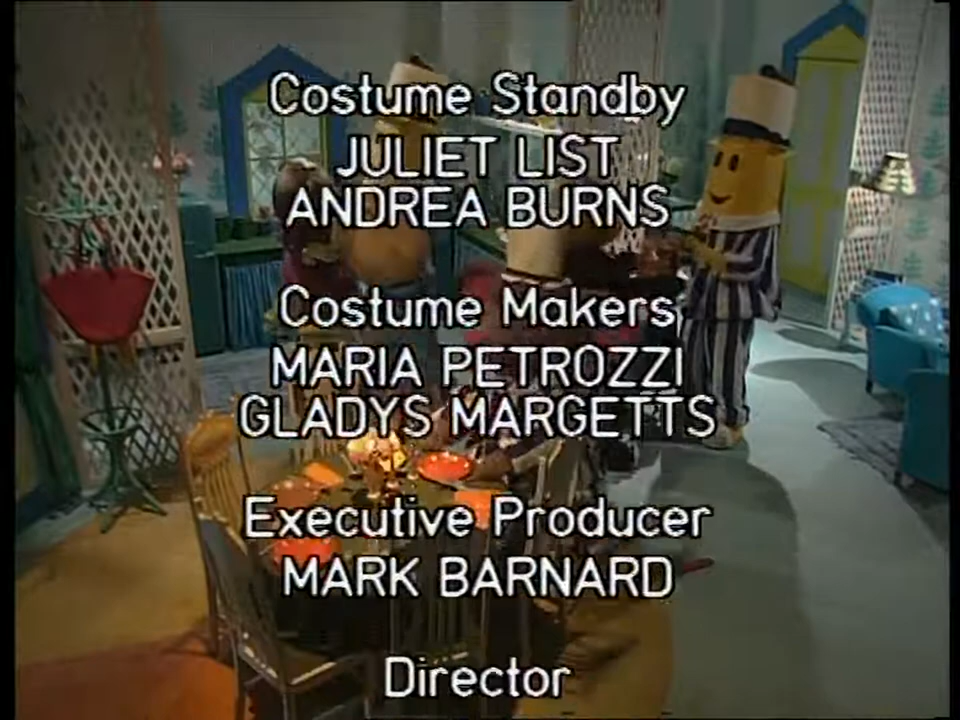 Costume Standby
JULIET LIST
ANDREA BURNS
Costume Makers
MARIA PETROZZI
GLADYS MARGETTS
Executive Producer
MARK BARNARD
Director